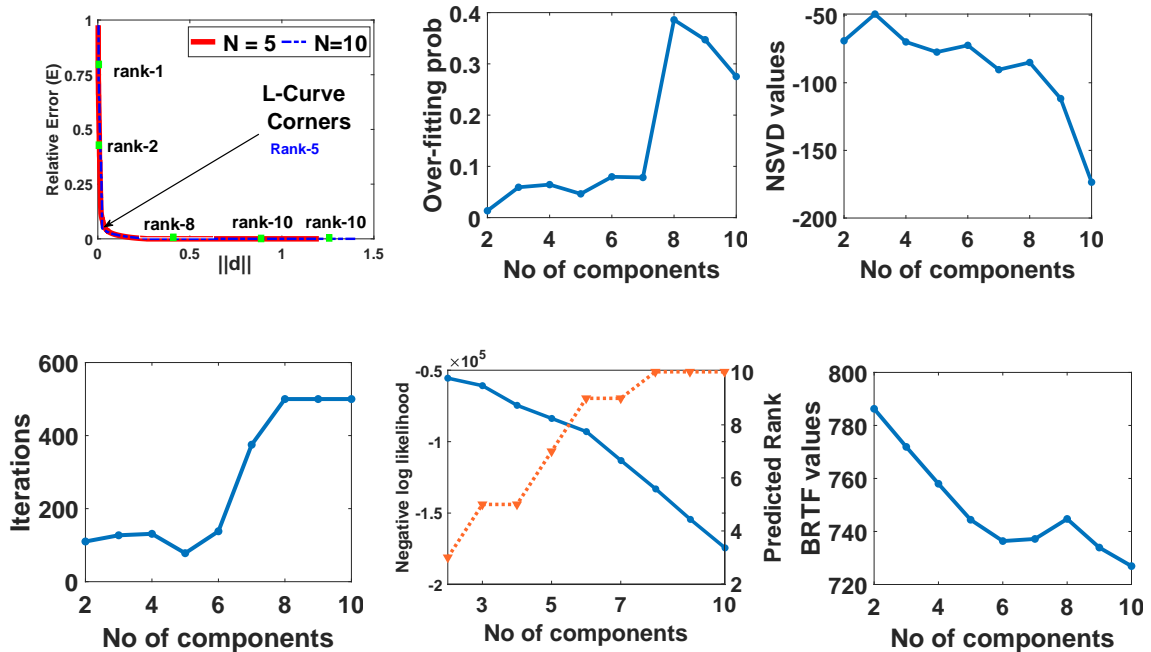 Relative Error (E)
1
0.75
0.5
0.25
0
N = 5 N=10
rank-1
rank-2
L-Curve
Corners
Rank-5
rank-8 rank-10 rank-10
0 0.5 1 1.5
||d||
Over-fitting prob
0.4
0.3
0.2
0.1
0
2 4 6 8 10
No of components
NSVD values
-50
-100
-150
-200
2 4 6 8 10
No of components
Iterations
600
400
200
0
2 4 6 8 10
No of components
Negative log likelihood
×10^5
-0.5
-1
-1.5
-2
3 5 7 10
No of components
10
8
6
4
2
Predicted Rank
BRTF values
800
780
760
740
720
2 4 6 8 10
No of components